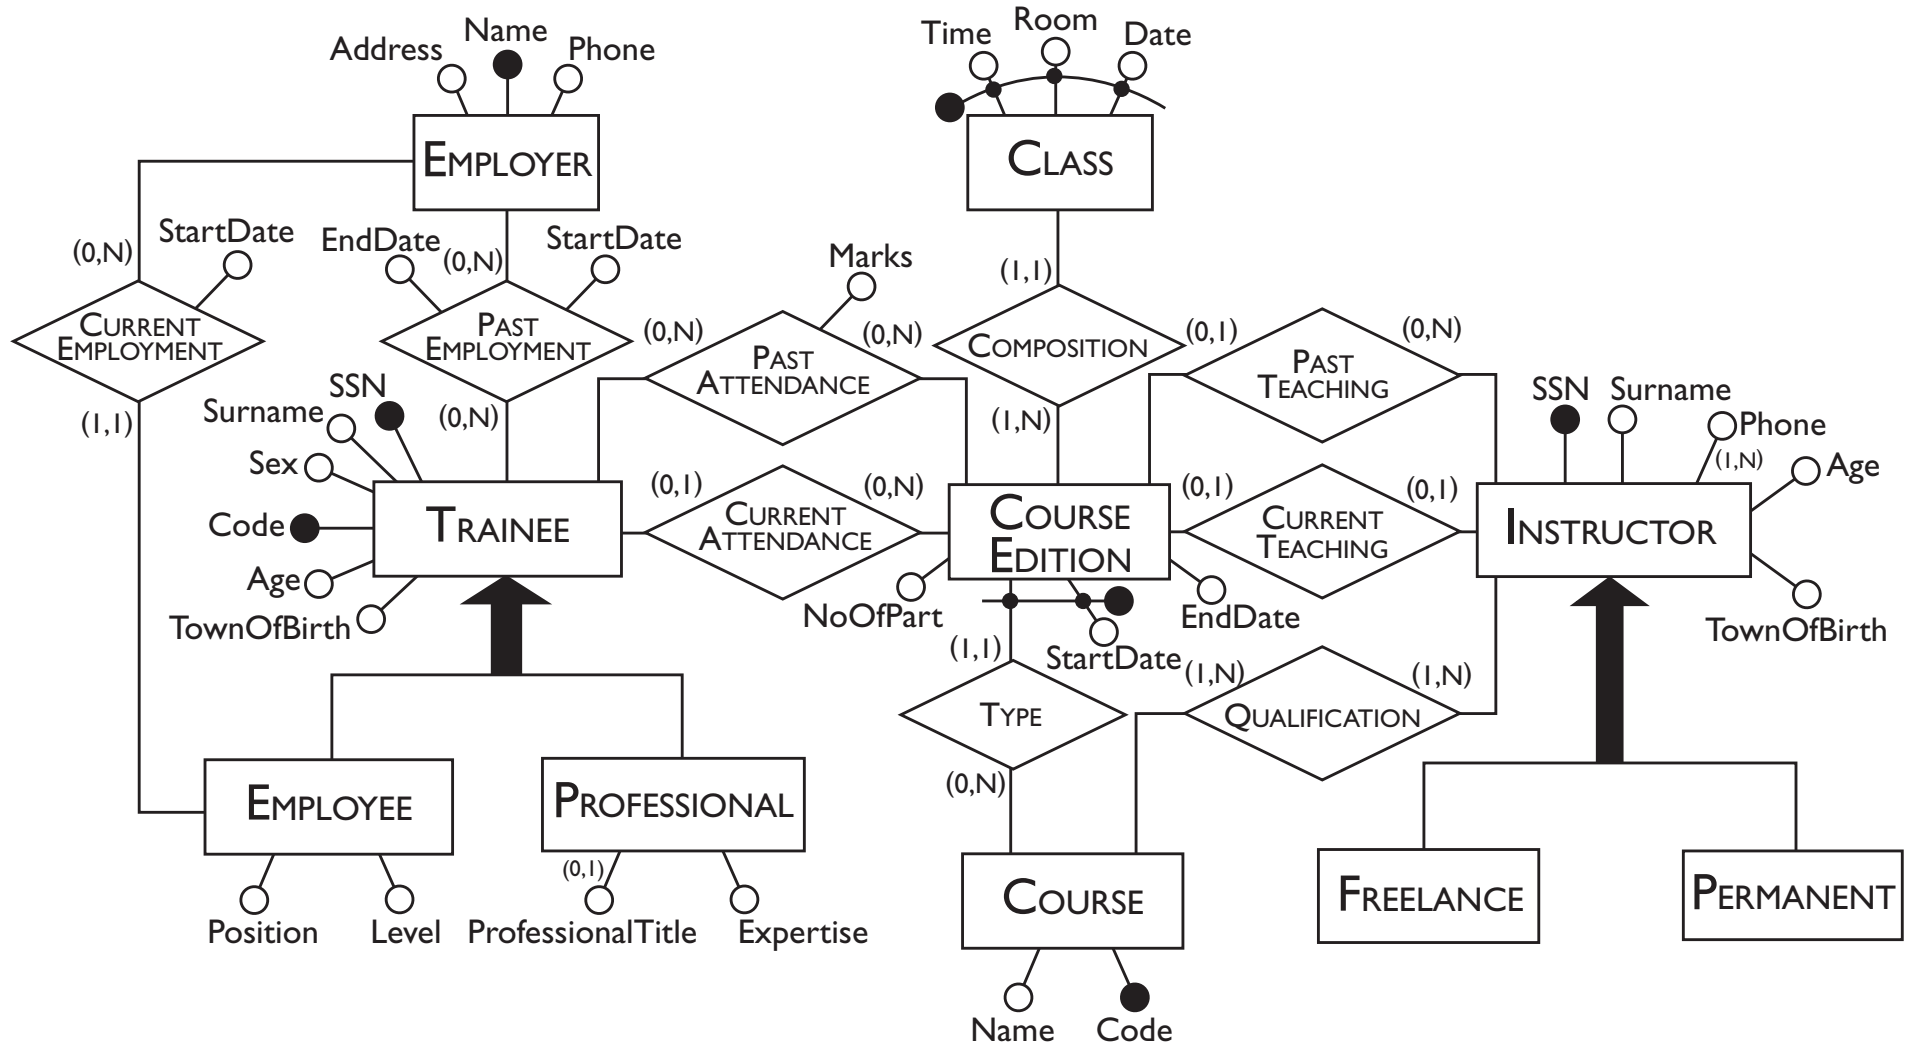 Name
Address
Phone
EMPLOYER
Time
Room
Date
CLASS
(0,N)
StartDate
CURRENT
EMPLOYMENT
(1,1)
EndDate
(0,N)
StartDate
PAST
EMPLOYMENT
(0,N)
Marks
(0,N)
(0,N)
PAST
ATTENDANCE
(1,1)
COMPOSITION
(1,N)
(0,1)
(0,N)
PAST
TEACHING
SSN
Surname
Sex
Code
Age
TownOfBirth
TRAINEE
(0,1)
(0,N)
CURRENT
ATTENDANCE
COURSE
EDITION
NoOfPart
StartDate
EndDate
(0,1)
(0,1)
CURRENT
TEACHING
SSN
Surname
Phone
(1,N)
Age
INSTRUCTOR
TownOfBirth
(1,1)
TYPE
(0,N)
(1,N)
(1,N)
QUALIFICATION
EMPLOYEE
Position
Level
PROFESSIONAL
(0,1)
ProfessionalTitle
Expertise
COURSE
Name
Code
FREELANCE
PERMANENT